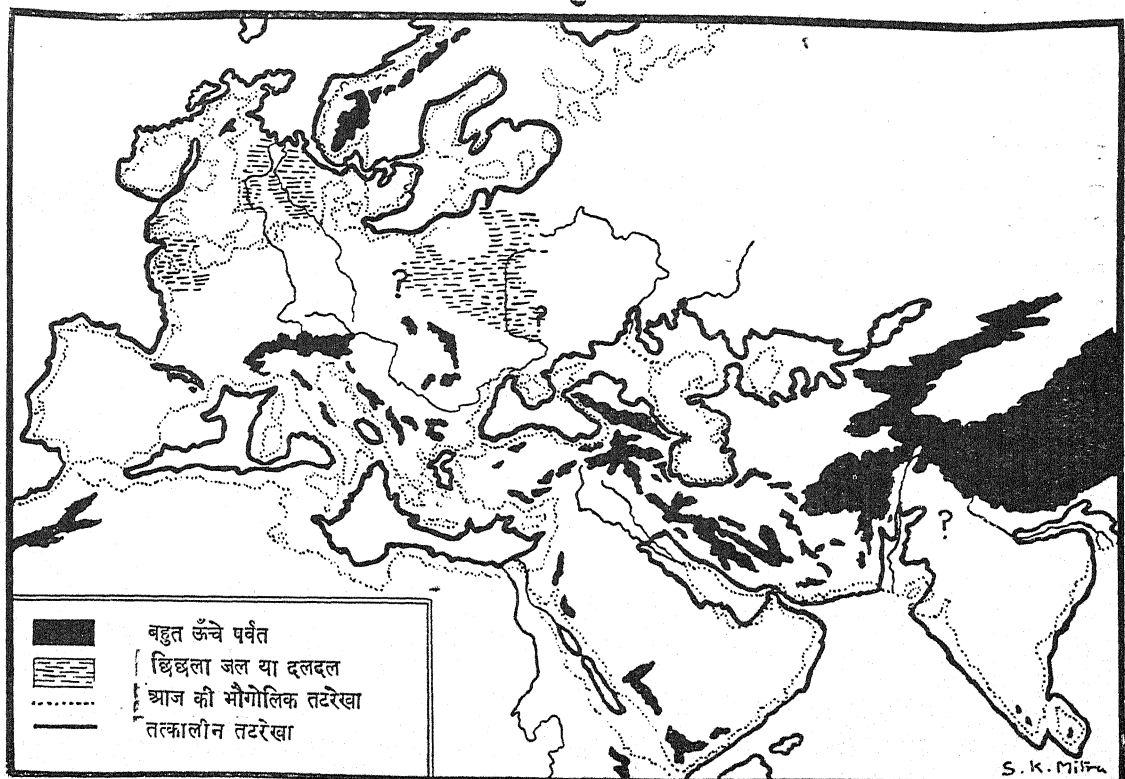 ?
?
?
बहुत ऊँचे पर्वत
छिछला जल या दलदल
आज की भौगोलिक तटरेखा
तत्कालीन तटरेखा
S. K. Mitra